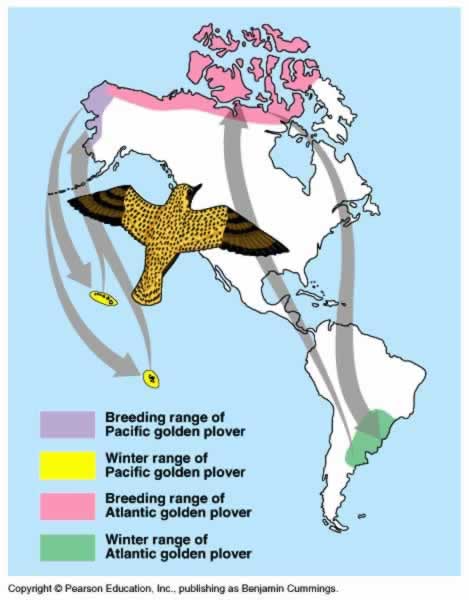 Breeding range of
Pacific golden plover
Winter range of
Pacific golden plover
Breeding range of
Atlantic golden plover
Winter range of
Atlantic golden plover
Copyright © Pearson Education, Inc., publishing as Benjamin Cummings.